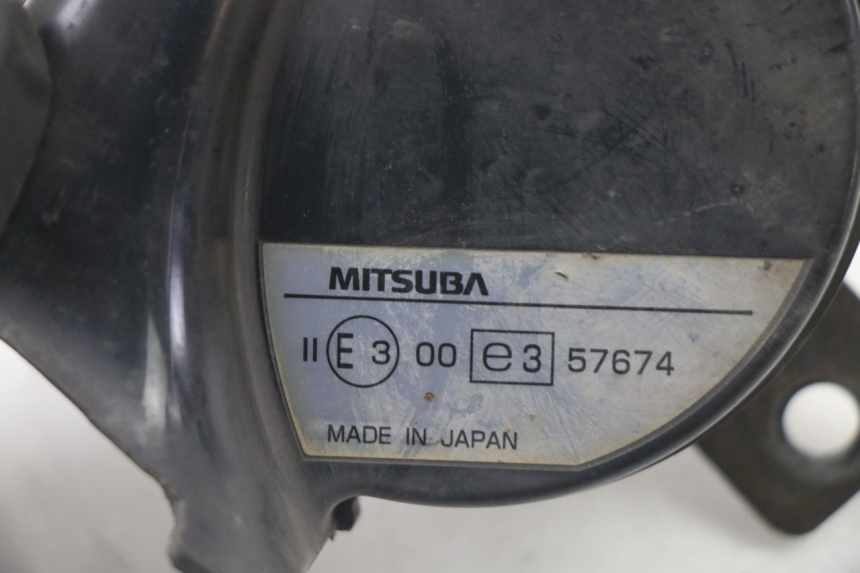 MITSUBA
II E 3 00 e3 57674
MADE IN JAPAN